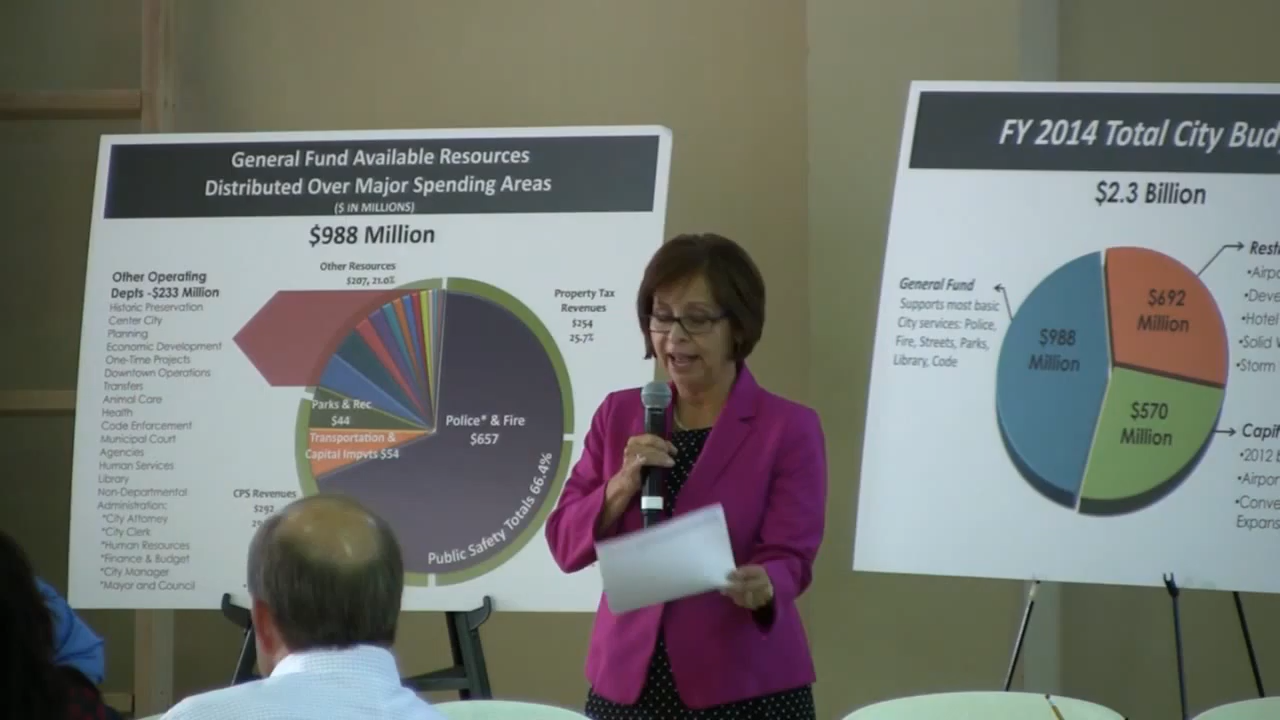 General Fund Available Resources
Distributed Over Major Spending Areas
($ IN MILLIONS)
$988 Million
Other Operating
Depts -$233 Million
Historic Preservation
Center City
Planning
Economic Development
One-Time Projects
Downtown Operations
Transfers
Animal Care
Health
Code Enforcement
Municipal Court
Agencies
Human Services
Library
Non-Departmental
Administration:
*City Attorney
*City Clerk
*Human Resources
*Finance & Budget
*City Manager
*Mayor and Council
Other Resources
$207, 21.0%
Property Tax
Revenues
$254
25.7%
Parks & Rec
$44
Transportation &
Capital Impvts $54
Police* & Fire
$657
Public Safety Totals 66.4%
CPS Revenues
$292
FY 2014 Total City
$2.3 Billion
General Fund
Supports most basic
City services: Police,
Fire, Streets, Parks,
Library, Code
$988
Million
$692
Million
$570
Million
•Hotel
•Solid
•Storm
•2012